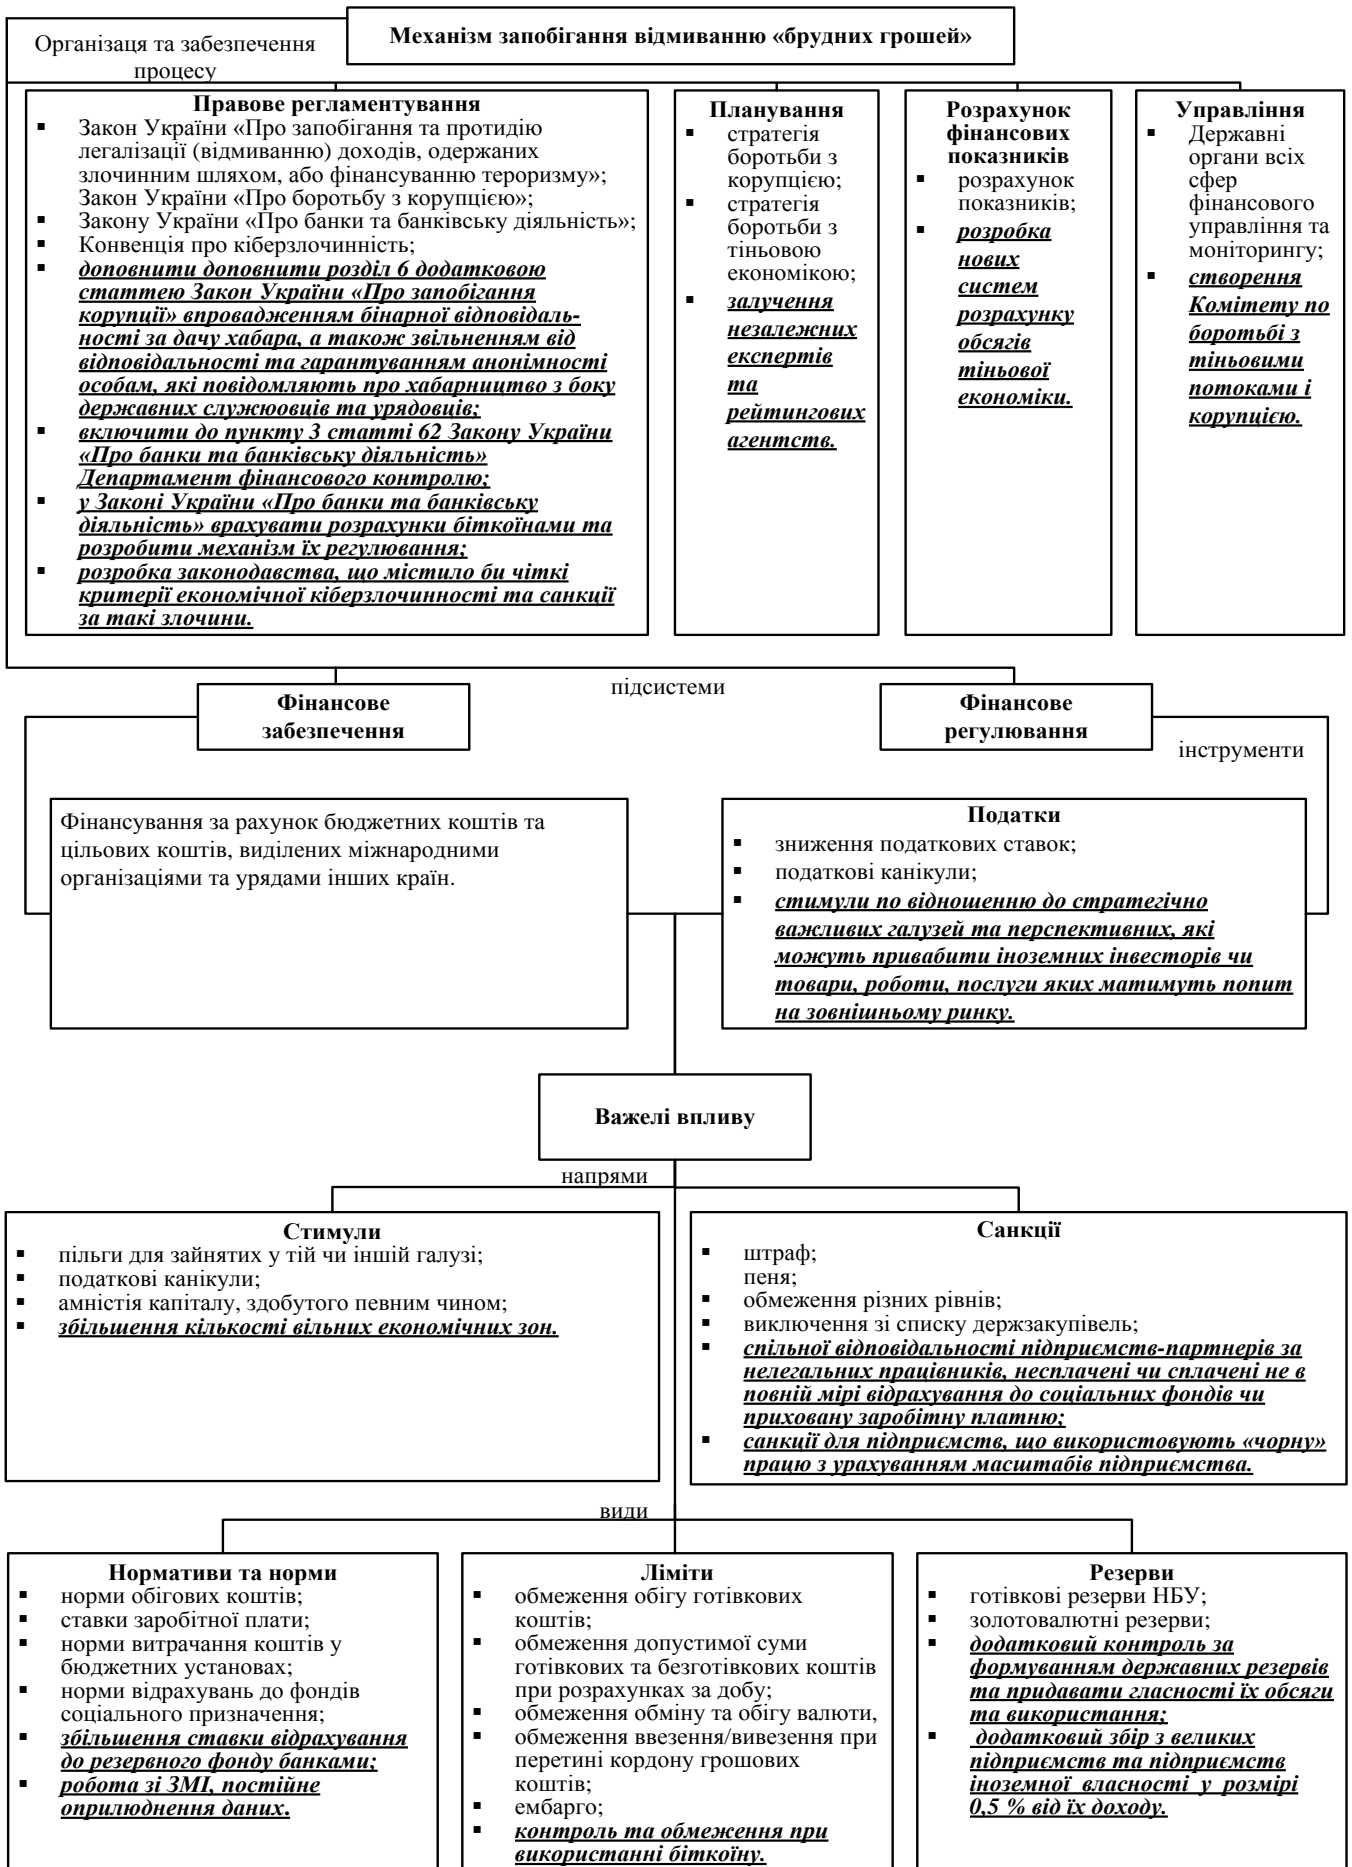 Механізм запобігання відмиванню «брудних грошей»
Організаця та забезпечення
процесу
Правове регламентування
▪ Закон України «Про запобігання та протидію
легалізації (відмиванню) доходів, одержаних
злочинним шляхом, або фінансуванню тероризму»;
Закон України «Про боротьбу з корупцією»;
▪ Закону України «Про банки та банківську діяльність»;
▪ Конвенція про кіберзлочинність;
▪ доповнити доповнити розділ 6 додатковою
статтею Закон України «Про запобігання
корупції» впровадженням бінарної відповідаль-
ності за дачу хабара, а також звільненням від
відповідальності та гарантуванням анонімності
особам, які повідомляють про хабарництво з боку
державних служюовців та урядовців;
▪ включити до пункту 3 статті 62 Закону України
«Про банки та банківську діяльність»
Департамент фінансового контролю;
▪ у Законі України «Про банки та банківську
діяльність» врахувати розрахунки біткоїнами та
розробити механізм їх регулювання;
▪ розробка законодавства, що містило би чіткі
критерії економічної кіберзлочинності та санкції
за такі злочини.
Планування
▪ стратегія
боротьби з
корупцією;
▪ стратегія
боротьби з
тіньовою
економікою;
▪ залучення
незалежних
експертів
та
рейтингових
агентств.
Розрахунок
фінансових
показників
▪ розрахунок
показників;
▪ розробка
нових
систем
розрахунку
обсягів
тіньової
економіки.
Управління
▪ Державні
органи всіх
сфер
фінансового
управління та
моніторингу;
▪ створення
Комітету по
боротьбі з
тіньовими
потоками і
корупцією.
підсистеми
Фінансове
забезпечення
Фінансове
регулювання
інструменти
Фінансування за рахунок бюджетних коштів та
цільових коштів, виділених міжнародними
організаціями та урядами інших країн.
Податки
▪ зниження податкових ставок;
▪ податкові канікули;
▪ стимули по відношенню до стратегічно
важливих галузей та перспективних, які
можуть привабити іноземних інвесторів чи
товари, роботи, послуги яких матимуть попит
на зовнішньому ринку.
Важелі впливу
напрями
Стимули
▪ пільги для зайнятих у тій чи іншій галузі;
▪ податкові канікули;
▪ амністія капіталу, здобутого певним чином;
▪ збільшення кількості вільних економічних зон.
Санкції
▪ штраф;
пеня;
▪ обмеження різних рівнів;
▪ виключення зі списку держзакупівель;
▪ спільної відповідальності підприємств-партнерів за
нелегальних працівників, несплачені чи сплачені не в
повній мірі відрахування до соціальних фондів чи
приховану заробітну платню;
▪ санкції для підприємств, що використовують «чорну»
працю з урахуванням масштабів підприємства.
види
Нормативи та норми
▪ норми обігових коштів;
▪ ставки заробітної плати;
▪ норми витрачання коштів у
бюджетних установах;
▪ норми відрахувань до фондів
соціального призначення;
▪ збільшення ставки відрахування
до резервного фонду банками;
▪ робота зі ЗМІ, постійне
оприлюднення даних.
Ліміти
▪ обмеження обігу готівкових
коштів;
▪ обмеження допустимої суми
готівкових та безготівкових коштів
при розрахунках за добу;
▪ обмеження обміну та обігу валюти,
▪ обмеження ввезення/вивезення при
перетині кордону грошових
коштів;
▪ ембарго;
▪ контроль та обмеження при
використанні біткоїну.
Резерви
▪ готівкові резерви НБУ;
▪ золотовалютні резерви;
▪ додатковий контроль за
формуванням державних резервів
та придавати гласності їх обсяги
та використання;
▪ додатковий збір з великих
підприємств та підприємств
іноземної власності у розмірі
0,5 % від їх доходу.